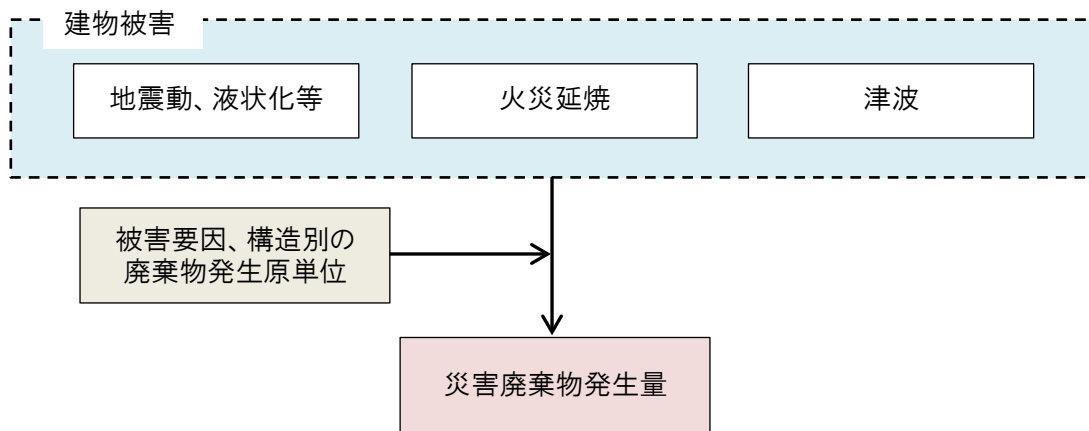 建物被害
地震動、液状化等
火災延焼
津波
被害要因、構造別の
廃棄物発生原単位
災害廃棄物発生量